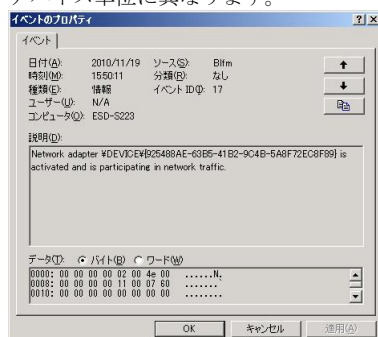 デバイス単位に異なります。
イベントのプロパティ
イベント
日付(A): 2010/11/19 ソース(S): Blfm
時刻(M): 15:50:11 分類(R): なし
種類(E): 情報 イベント ID(I): 17
ユーザー(U): N/A
コンピュータ(O): ESD-S223
説明(D):
Network adapter ¥DEVICE¥{925488AE-63B5-41B2-9C4B-5A8F72EC8F89} is
activated and is participating in network traffic.
データ(T): バイト(B) ワード(W)
0000: 00 00 00 00 02 00 4e 00 ......N.
0008: 00 00 00 00 11 00 07 60 .......`
0010: 00 00 00 00 00 00 00 00 ........
OK キャンセル 適用(A)